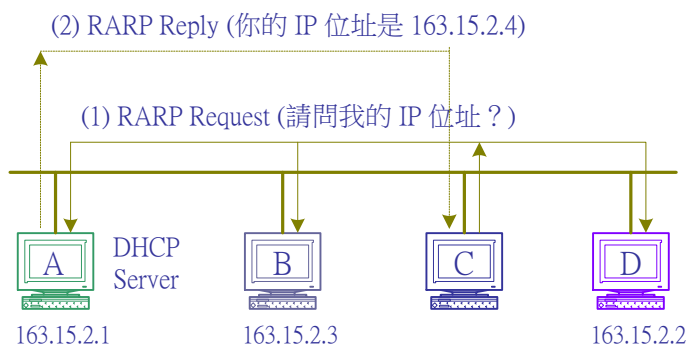 (2) RARP Reply (你的 IP 位址是 163.15.2.4)
(1) RARP Request (請問我的 IP 位址？)
A
DHCP
Server
B
C
D
163.15.2.1
163.15.2.3
163.15.2.2